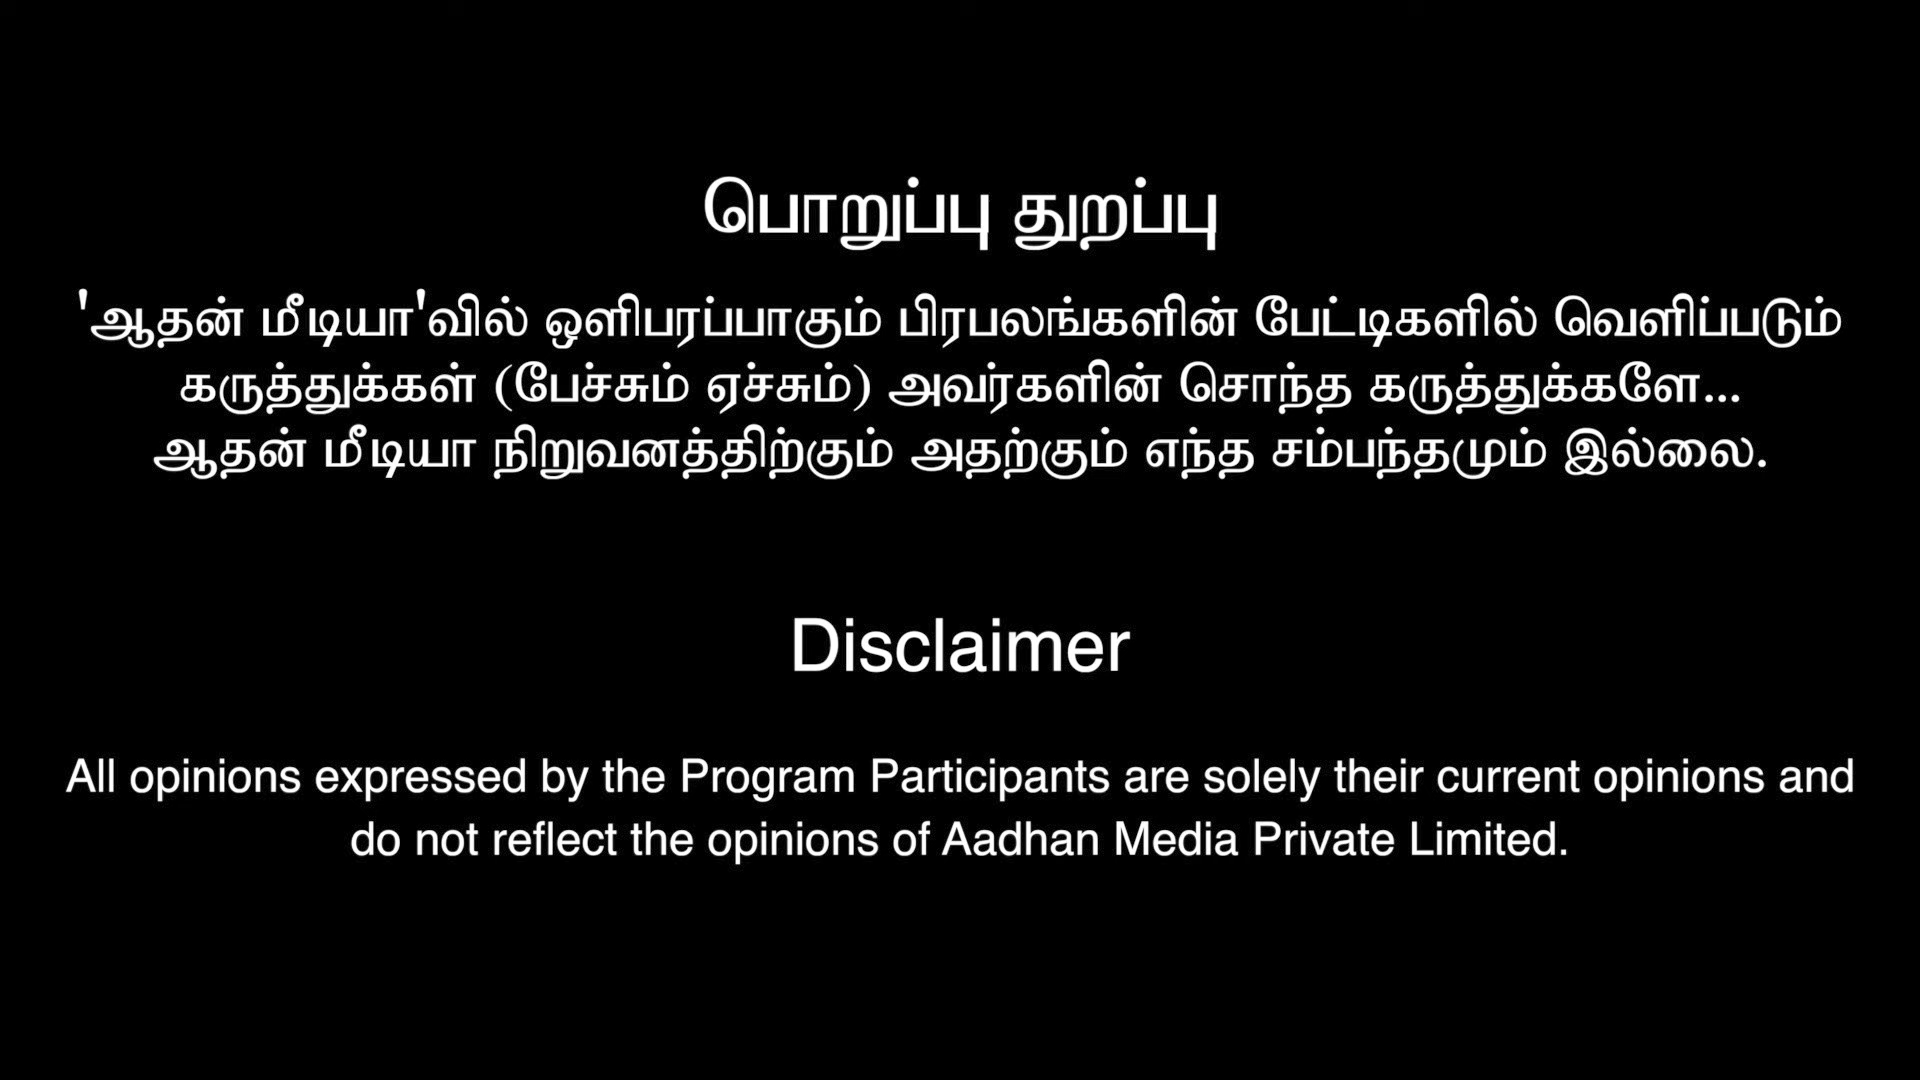 பொறுப்பு துறப்பு
'ஆதன் மீடியா'வில் ஒளிபரப்பாகும் பிரபலங்களின் பேட்டிகளில் வெளிப்படும்
கருத்துக்கள் (பேச்சும் ஏச்சும்) அவர்களின் சொந்த கருத்துக்களே...
ஆதன் மீடியா நிறுவனத்திற்கும் அதற்கும் எந்த சம்பந்தமும் இல்லை.
Disclaimer
All opinions expressed by the Program Participants are solely their current opinions and
do not reflect the opinions of Aadhan Media Private Limited.